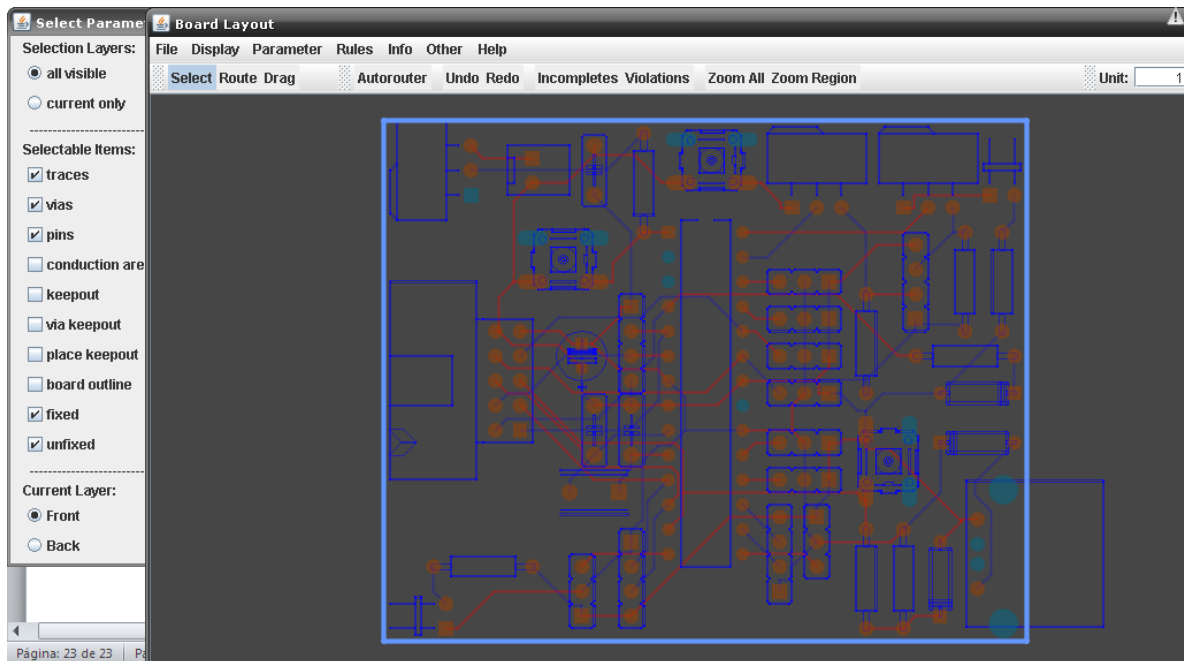 Select Parame
Selection Layers:
all visible
current only
Selectable Items:
traces
vias
pins
conduction are
keepout
via keepout
place keepout
board outline
fixed
unfixed
Current Layer:
Front
Back
Página: 23 de 23
Board Layout
File Display Parameter Rules Info Other Help
Select Route Drag Autorouter Undo Redo Incompletes Violations Zoom All Zoom Region Unit: 1